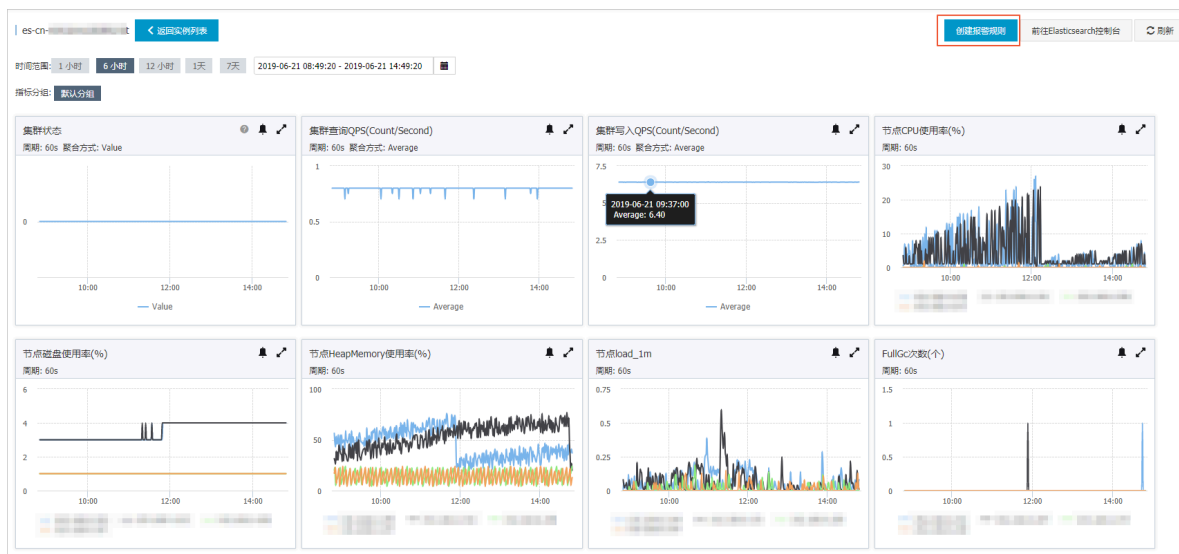 es-cn- t
返回实例列表
创建报警规则
前往Elasticsearch控制台
刷新
时间范围: 1 小时 6 小时 12 小时 1天 7天 2019-06-21 08:49:20 - 2019-06-21 14:49:20
指标分组: 默认分组
集群状态
周期: 60s 聚合方式: Value
0
10:00 12:00 14:00
Value
集群查询QPS(Count/Second)
周期: 60s 聚合方式: Average
1
0.5
0
10:00 12:00 14:00
Average
集群写入QPS(Count/Second)
周期: 60s 聚合方式: Average
7.5
5
2019-06-21 09:37:00
Average: 6.40
2.5
0
10:00 12:00 14:00
Average
节点CPU使用率(%)
周期: 60s
30
20
10
0
10:00 12:00 14:00
节点磁盘使用率(%)
周期: 60s
6
4
2
0
10:00 12:00 14:00
节点HeapMemory使用率(%)
周期: 60s
100
50
0
10:00 12:00 14:00
节点load_1m
周期: 60s
0.75
0.5
0.25
0
10:00 12:00 14:00
FullGc次数(个)
周期: 60s
1.5
1
0.5
0
10:00 12:00 14:00